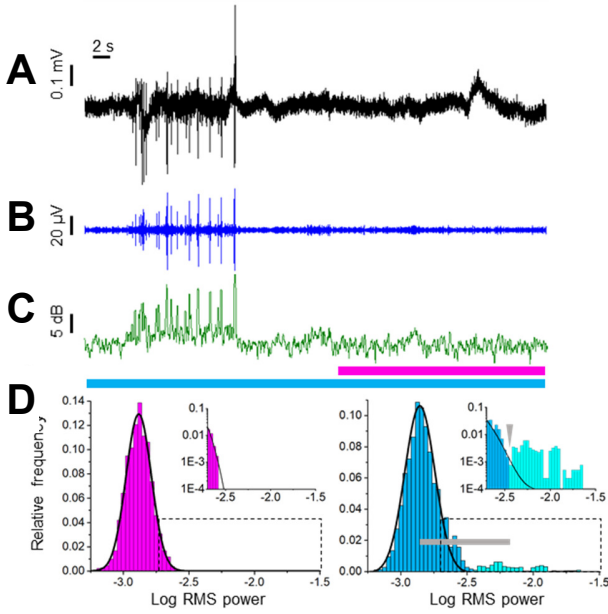 A
0.1 mV
2 s
B
20 µV
C
5 dB
D
Relative frequency
0.14
0.12
0.10
0.08
0.06
0.04
0.02
0.00
-3.0
-2.5
-2.0
-1.5
Log RMS power
0.1
0.01
1E-3
1E-4
-2.5
-2.0
-1.5
0.10
0.08
0.06
0.04
0.02
0.00
-3.0
-2.5
-2.0
-1.5
Log RMS power
0.1
0.01
1E-3
1E-4
-2.5
-2.0
-1.5